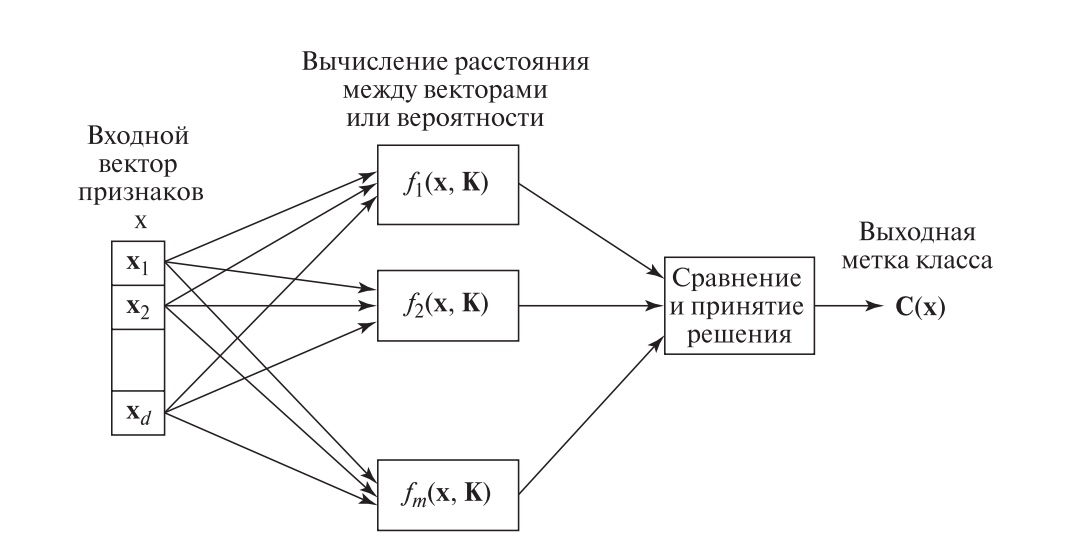 Вычисление расстояния
между векторами
или вероятности
Входной
вектор
признаков
x
x1
x2
xd
f1(x, K)
f2(x, K)
fm(x, K)
Сравнение
и принятие
решения
Выходная
метка класса
C(x)